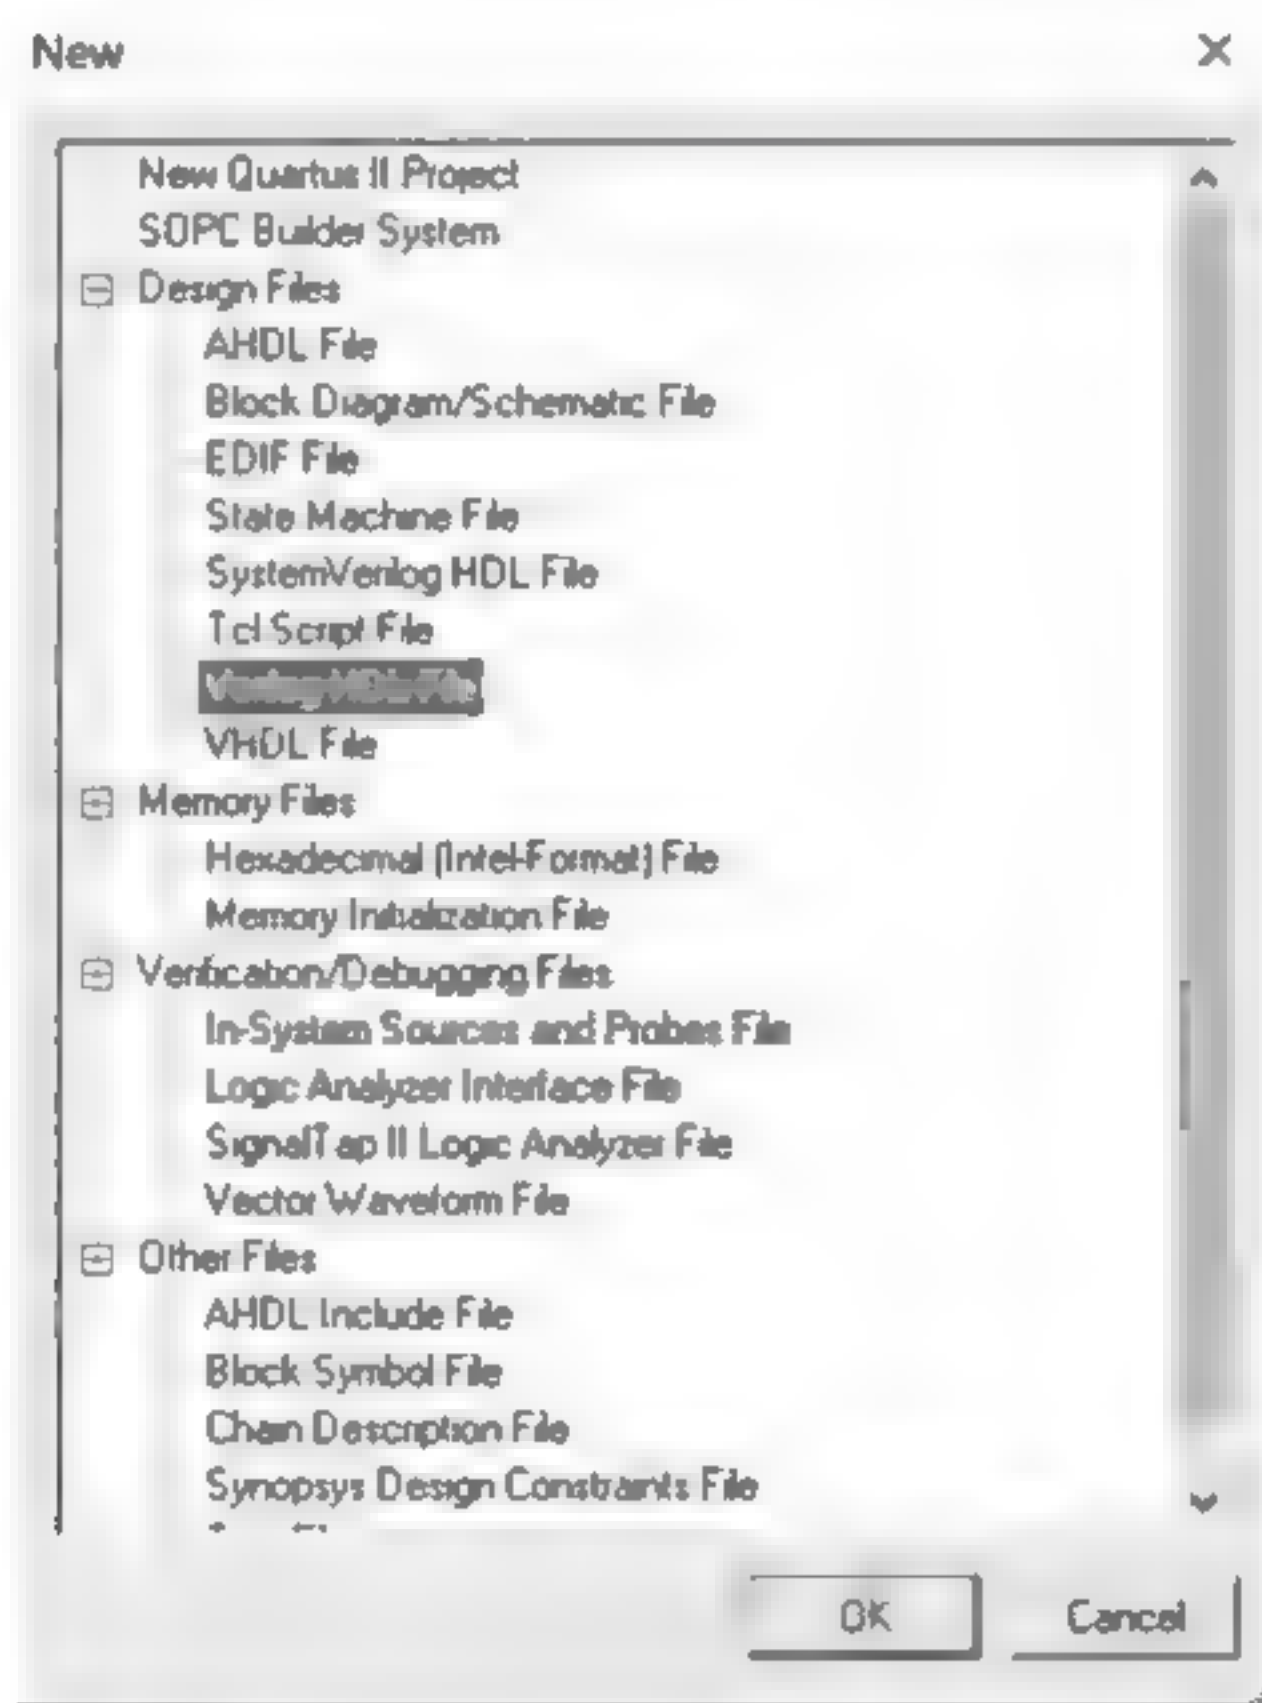 New
New Quartus II Project
SOPC Builder System
Design Files
AHDL File
Block Diagram/Schematic File
EDIF File
State Machine File
SystemVerilog HDL File
Tcl Script File
Verilog HDL File
VHDL File
Memory Files
Hexadecimal (Intel-Format) File
Memory Initialization File
Verification/Debugging Files
In-System Sources and Probes File
Logic Analyzer Interface File
SignalTap II Logic Analyzer File
Vector Waveform File
Other Files
AHDL Include File
Block Symbol File
Chain Description File
Synopsys Design Constraints File
OK
Cancel